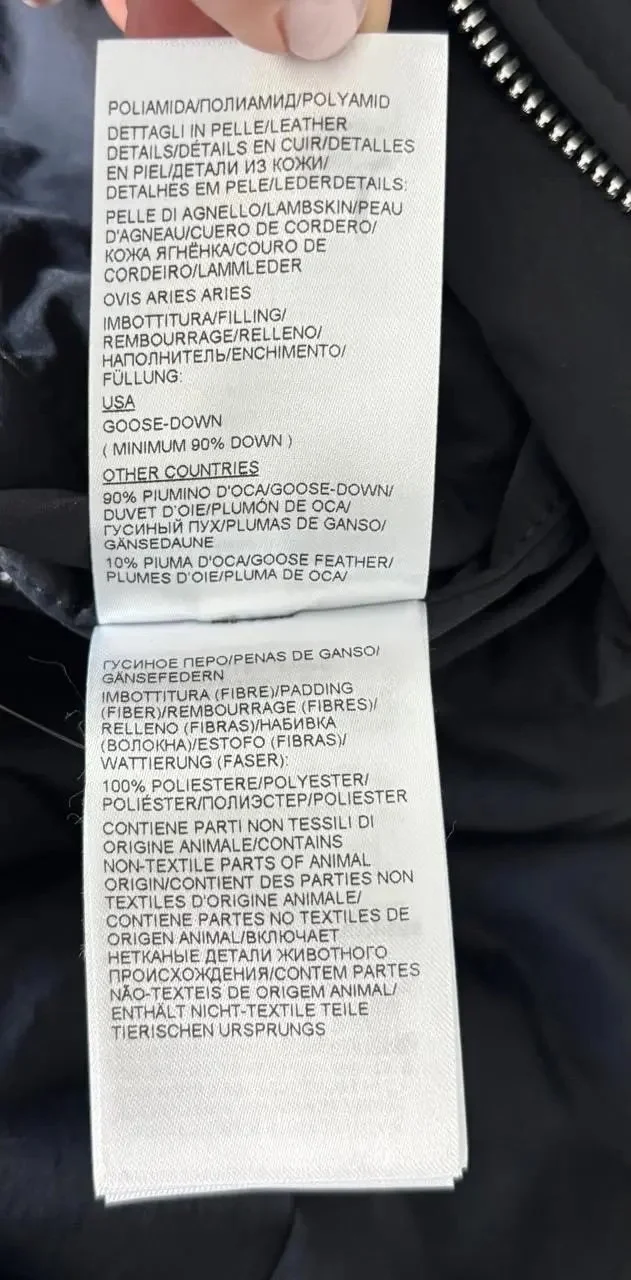 POLIAMIDA/ПОЛИАМИД/POLYAMID
DETTAGLI IN PELLE/LEATHER
DETAILS/DÉTAILS EN CUIR/DETALLES
EN PIEL/ДЕТАЛИ ИЗ КОЖИ/
DETALHES EM PELE/LEDERDETAILS:
PELLE DI AGNELLO/LAMBSKIN/PEAU
D'AGNEAU/CUERO DE CORDERO/
КОЖА ЯГНЁНКА/COURO DE
CORDEIRO/LAMMLEDER
OVIS ARIES ARIES
IMBOTTITURA/FILLING/
REMBOURRAGE/RELLENO/
НАПОЛНИТЕЛЬ/ENCHIMENTO/
FÜLLUNG:
USA
GOOSE-DOWN
( MINIMUM 90% DOWN )
OTHER COUNTRIES
90% PIUMINO D'OCA/GOOSE-DOWN/
DUVET D'OIE/PLUMÓN DE OCA/
ГУСИНЫЙ ПУХ/PLUMAS DE GANSO/
GÄNSEDAUNE
10% PIUMA D'OCA/GOOSE FEATHER/
PLUMES D'OIE/PLUMA DE OCA/
ГУСИНОЕ ПЕРО/PENAS DE GANSO/
GÄNSEFEDERN
IMBOTTITURA (FIBRE)/PADDING
(FIBER)/REMBOURRAGE (FIBRES)/
RELLENO (FIBRAS)/НАБИВКА
(ВОЛОКНА)/ESTOFO (FIBRAS)/
WATTIERUNG (FASER):
100% POLIESTERE/POLYESTER/
POLIÉSTER/ПОЛИЭСТЕР/POLIESTER
CONTIENE PARTI NON TESSILI DI
ORIGINE ANIMALE/CONTAINS
NON-TEXTILE PARTS OF ANIMAL
ORIGIN/CONTIENT DES PARTIES NON
TEXTILES D'ORIGINE ANIMALE/
CONTIENE PARTES NO TEXTILES DE
ORIGEN ANIMAL/ВКЛЮЧАЕТ
НЕТКАНЫЕ ДЕТАЛИ ЖИВОТНОГО
ПРОИСХОЖДЕНИЯ/CONTEM PARTES
NÃO-TEXTEIS DE ORIGEM ANIMAL/
ENTHÄLT NICHT-TEXTILE TEILE
TIERISCHEN URSPRUNGS